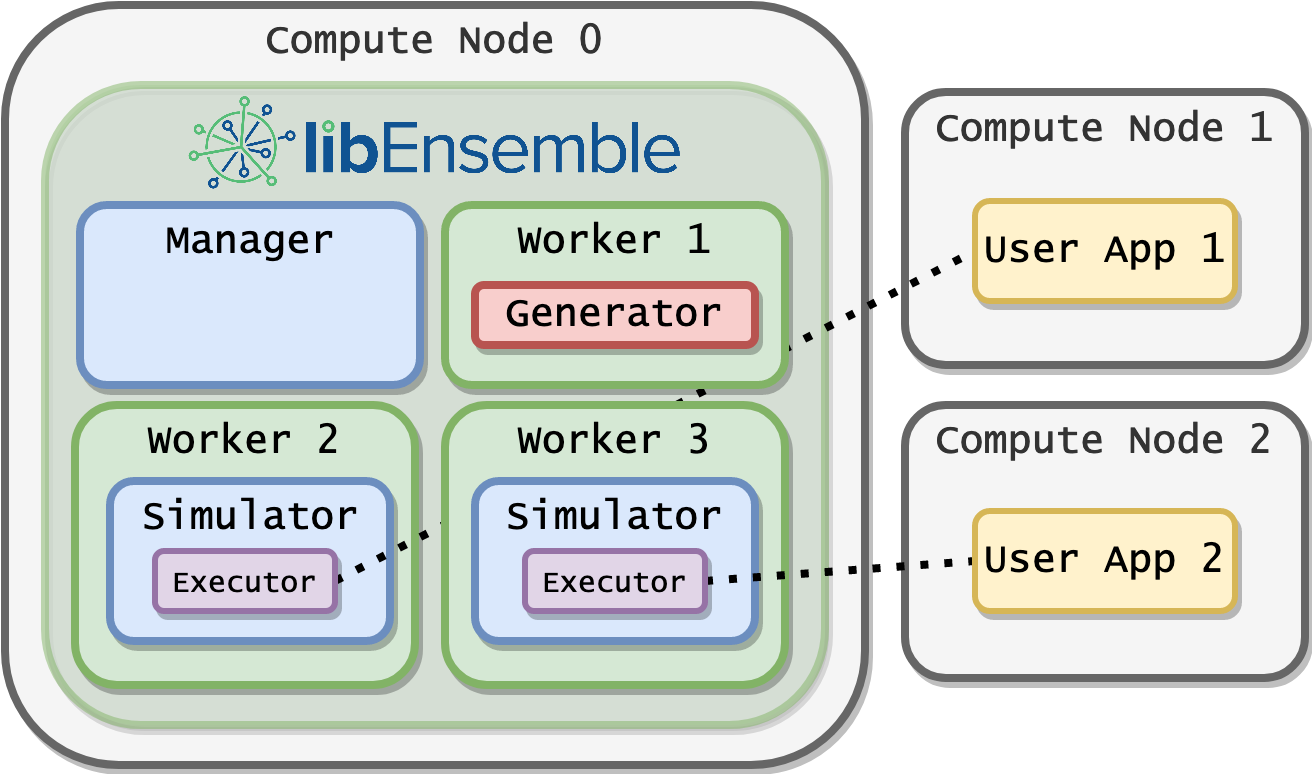 Compute Node 0
libEnsemble
Manager
Worker 1
Generator
Worker 2
Simulator
Executor
Worker 3
Simulator
Executor
Compute Node 1
User App 1
Compute Node 2
User App 2